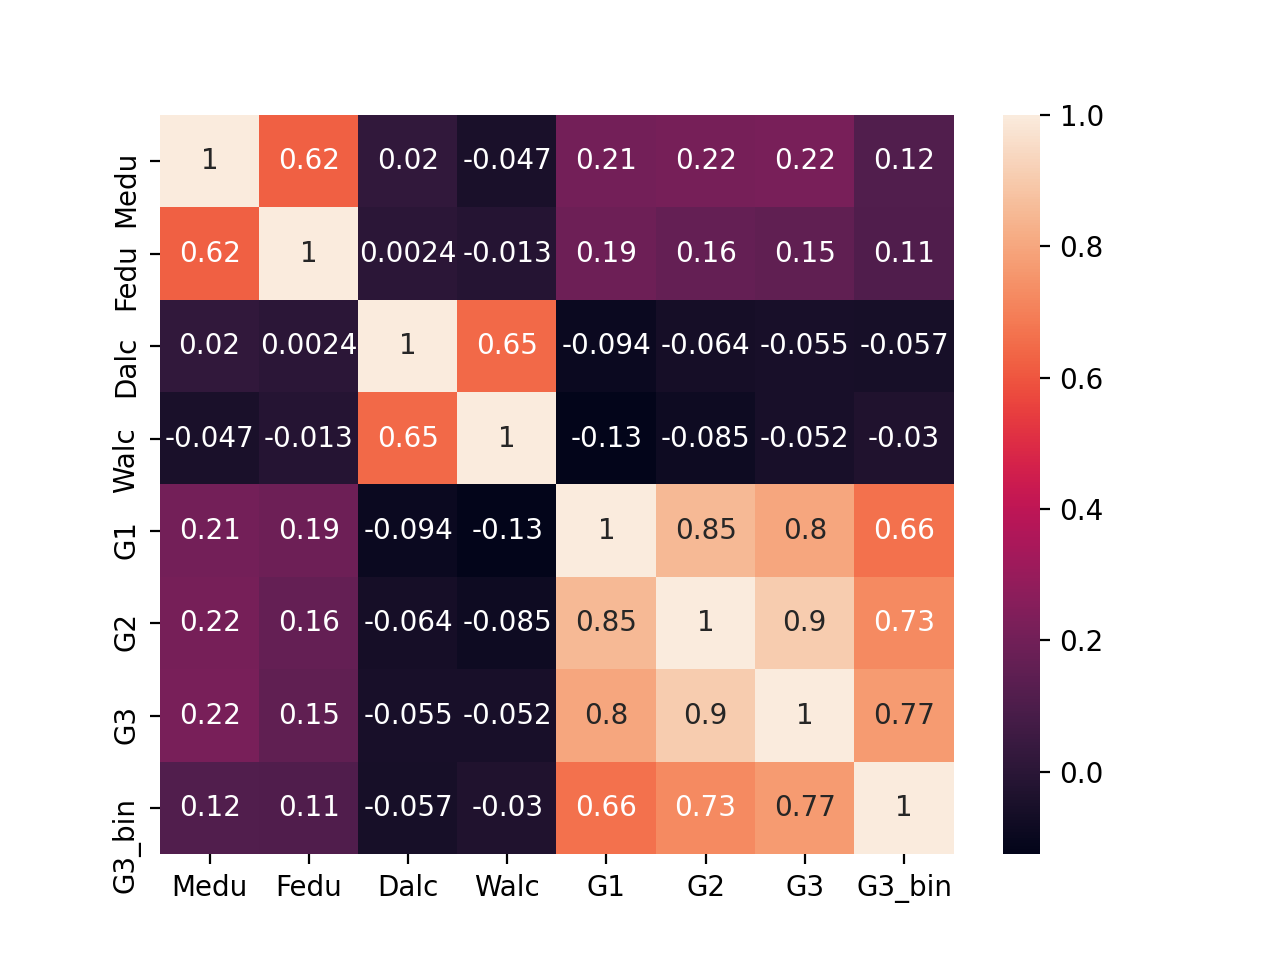 Medu 1 0.62 0.02 -0.047 0.21 0.22 0.22 0.12
Fedu 0.62 1 0.0024 -0.013 0.19 0.16 0.15 0.11
Dalc 0.02 0.0024 1 0.65 -0.094 -0.064 -0.055 -0.057
Walc -0.047 -0.013 0.65 1 -0.13 -0.085 -0.052 -0.03
G1 0.21 0.19 -0.094 -0.13 1 0.85 0.8 0.66
G2 0.22 0.16 -0.064 -0.085 0.85 1 0.9 0.73
G3 0.22 0.15 -0.055 -0.052 0.8 0.9 1 0.77
G3_bin 0.12 0.11 -0.057 -0.03 0.66 0.73 0.77 1
Medu Fedu Dalc Walc G1 G2 G3 G3_bin
1.0
0.8
0.6
0.4
0.2
0.0